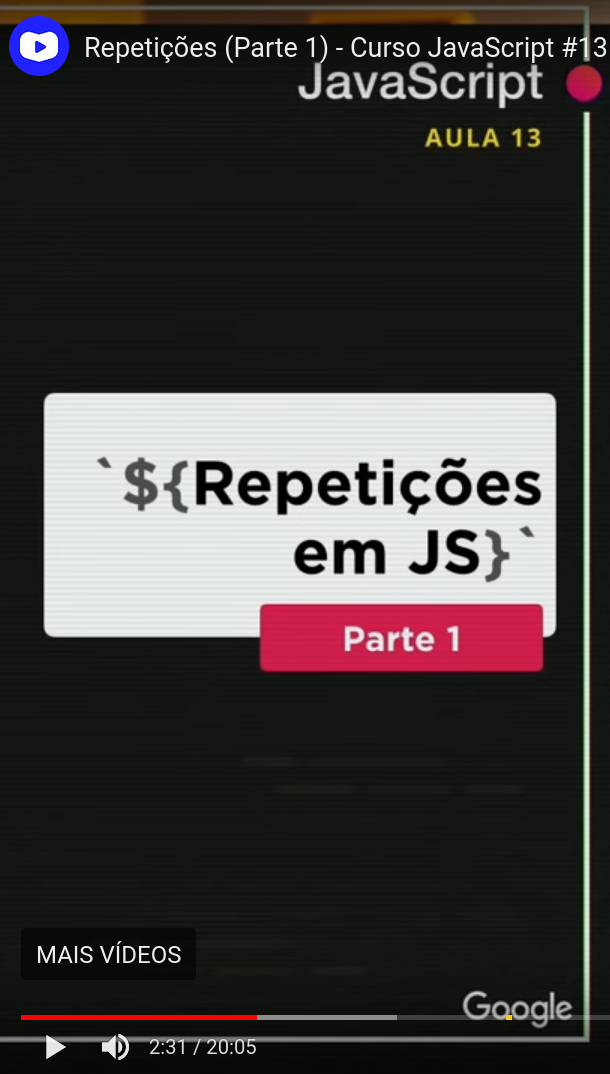 Repetições (Parte 1) - Curso JavaScript #13
JavaScript
AULA 13
`${Repetições
em JS}`
Parte 1
MAIS VÍDEOS
Google
2:31 / 20:05